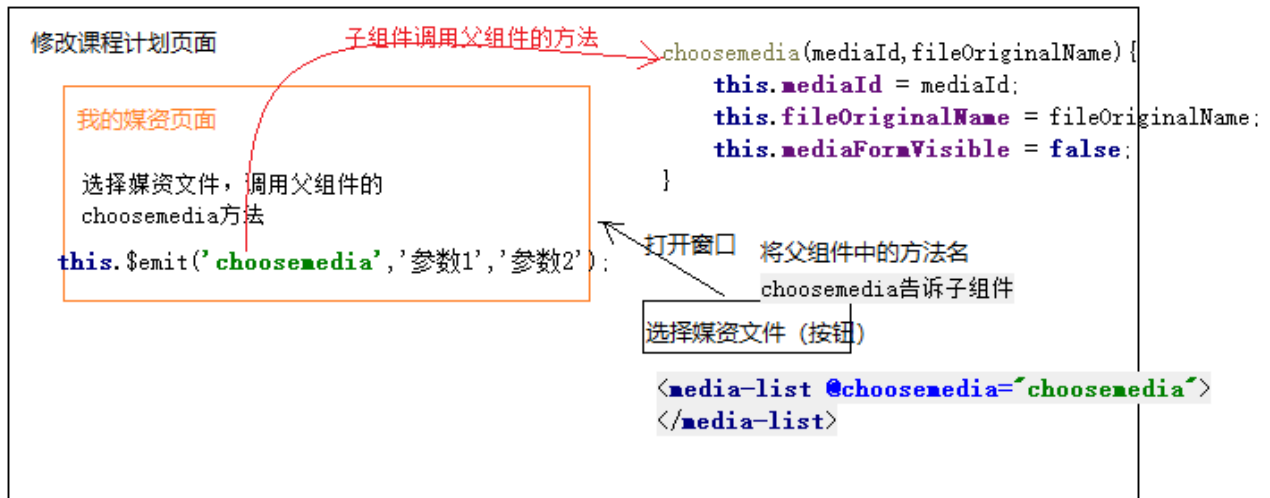 修改课程计划页面
子组件调用父组件的方法
choosemedia(mediaId,fileOriginalName){
this.mediaId = mediaId;
this.fileOriginalName = fileOriginalName;
this.mediaFormVisible = false;
}
我的媒资页面
选择媒资文件，调用父组件的
choosemedia方法
this.$emit('choosemedia','参数1','参数2');
打开窗口
将父组件中的方法名
choosemedia告诉子组件
选择媒资文件（按钮）
<media-list @choosemedia="choosemedia">
</media-list>